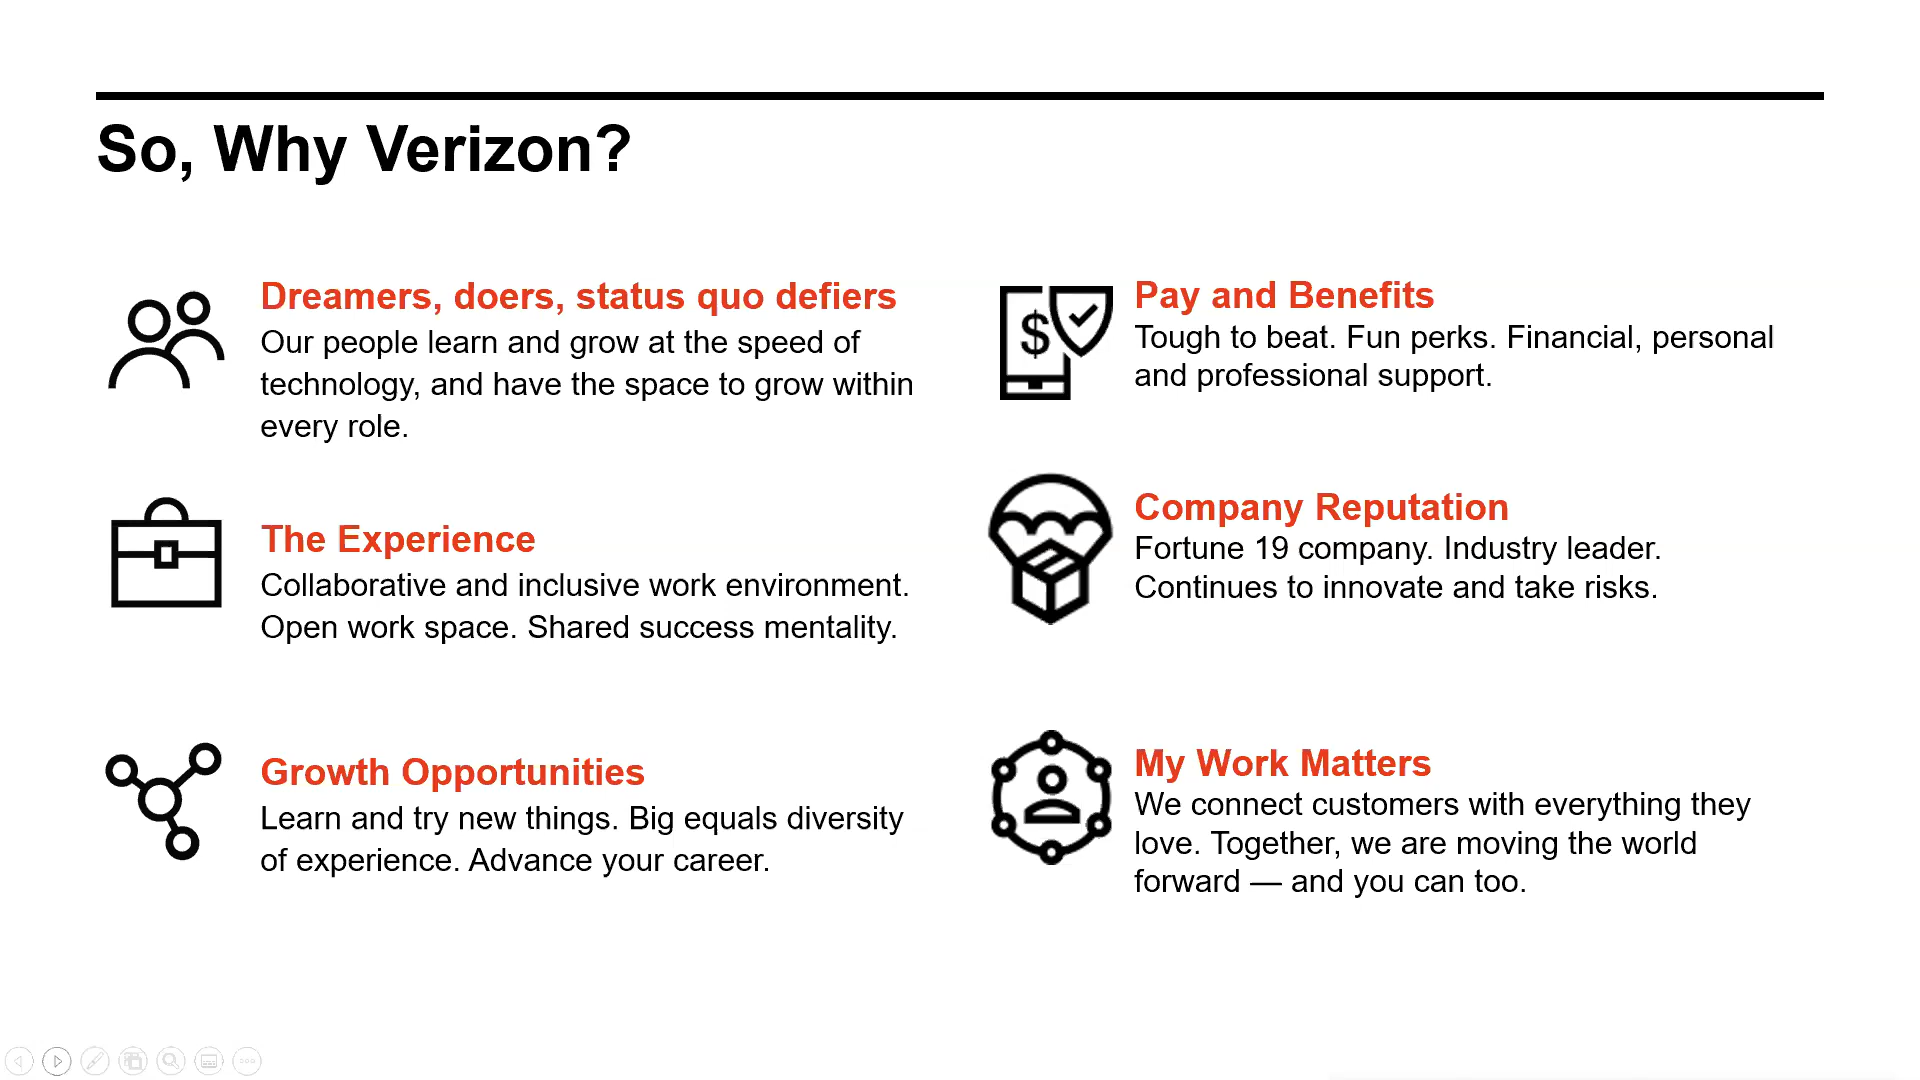 So, Why Verizon?
Dreamers, doers, status quo defiers
Our people learn and grow at the speed of
technology, and have the space to grow within
every role.
The Experience
Collaborative and inclusive work environment.
Open work space. Shared success mentality.
Growth Opportunities
Learn and try new things. Big equals diversity
of experience. Advance your career.
$
Pay and Benefits
Tough to beat. Fun perks. Financial, personal
and professional support.
Company Reputation
Fortune 19 company. Industry leader.
Continues to innovate and take risks.
My Work Matters
We connect customers with everything they
love. Together, we are moving the world
forward — and you can too.